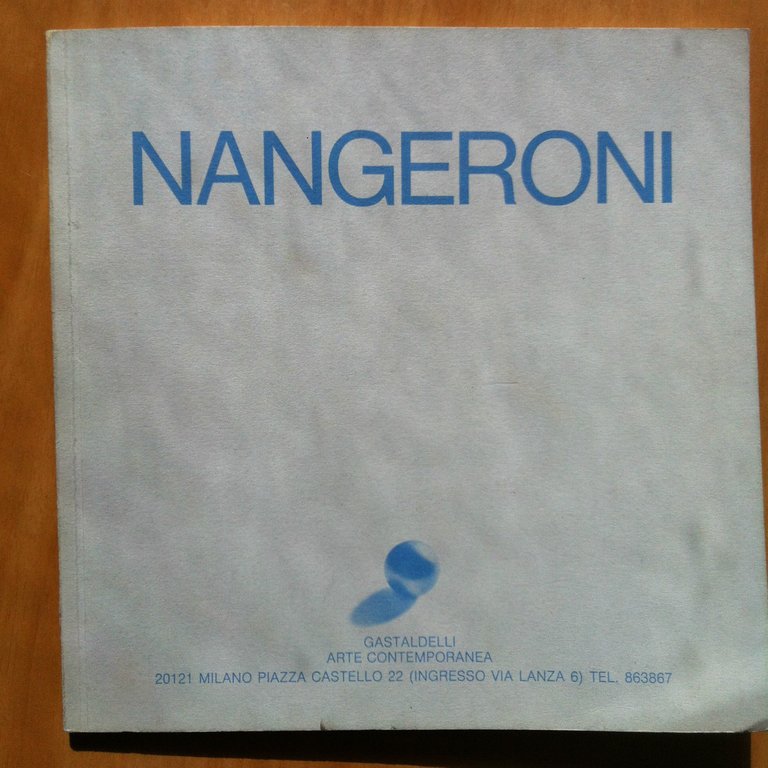 NANGERONI
GASTALDELLI
ARTE CONTEMPORANEA
20121 MILANO PIAZZA CASTELLO 22 (INGRESSO VIA LANZA 6) TEL. 863867